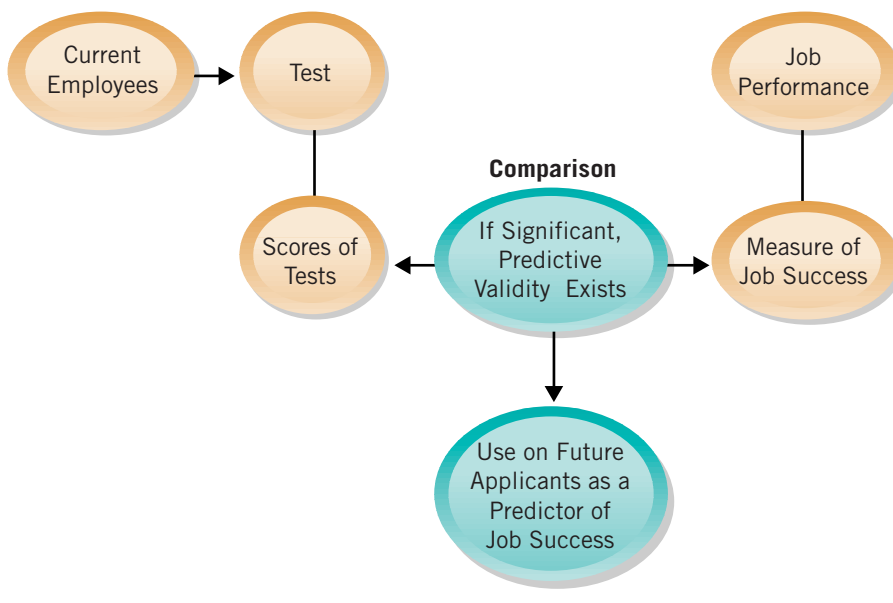 Current
Employees
Test
Job
Performance
Comparison
Scores of
Tests
If Significant,
Predictive
Validity Exists
Measure of
Job Success
Use on Future
Applicants as a
Predictor of
Job Success